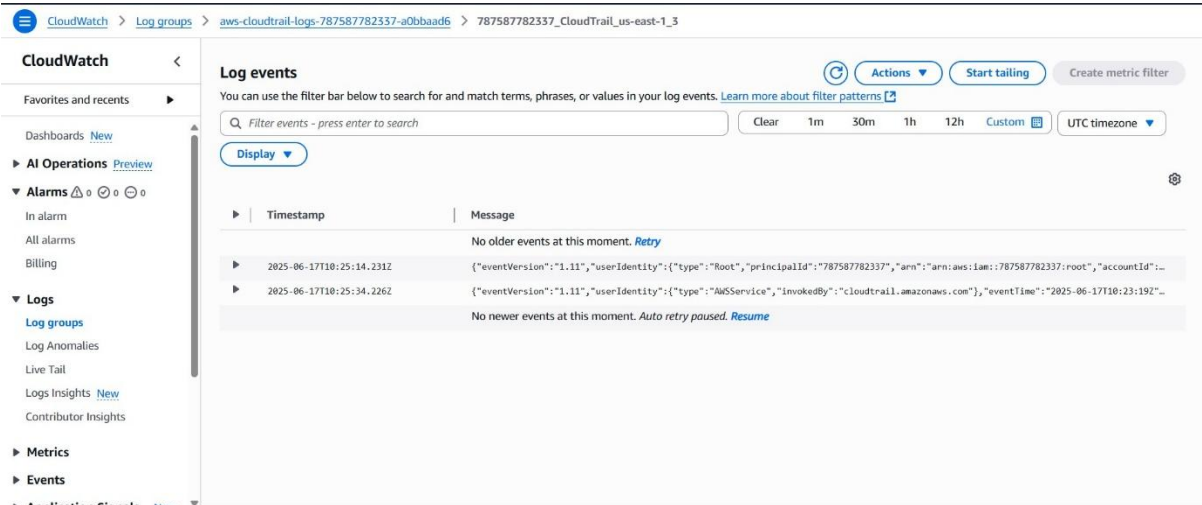 CloudWatch > Log groups > aws-cloudtrail-logs-787587782337-a0bbaad6 > 787587782337_CloudTrail_us-east-1_3
CloudWatch
Favorites and recents
Dashboards New
AI Operations Preview
Alarms 0 0 0
In alarm
All alarms
Billing
Logs
Log groups
Log Anomalies
Live Tail
Logs Insights New
Contributor Insights
Metrics
Events
Log events
Actions
Start tailing
Create metric filter
You can use the filter bar below to search for and match terms, phrases, or values in your log events. Learn more about filter patterns
Filter events - press enter to search
Clear 1m 30m 1h 12h Custom
UTC timezone
Display
Timestamp Message
No older events at this moment. Retry
2025-06-17T10:25:14.231Z {"eventVersion":"1.11","userIdentity":{"type":"Root","principalId":"787587782337","arn":"arn:aws:iam::787587782337:root","accountId":…
2025-06-17T10:25:34.226Z {"eventVersion":"1.11","userIdentity":{"type":"AWSService","invokedBy":"cloudtrail.amazonaws.com"},"eventTime":"2025-06-17T10:23:19Z"…
No newer events at this moment. Auto retry paused. Resume